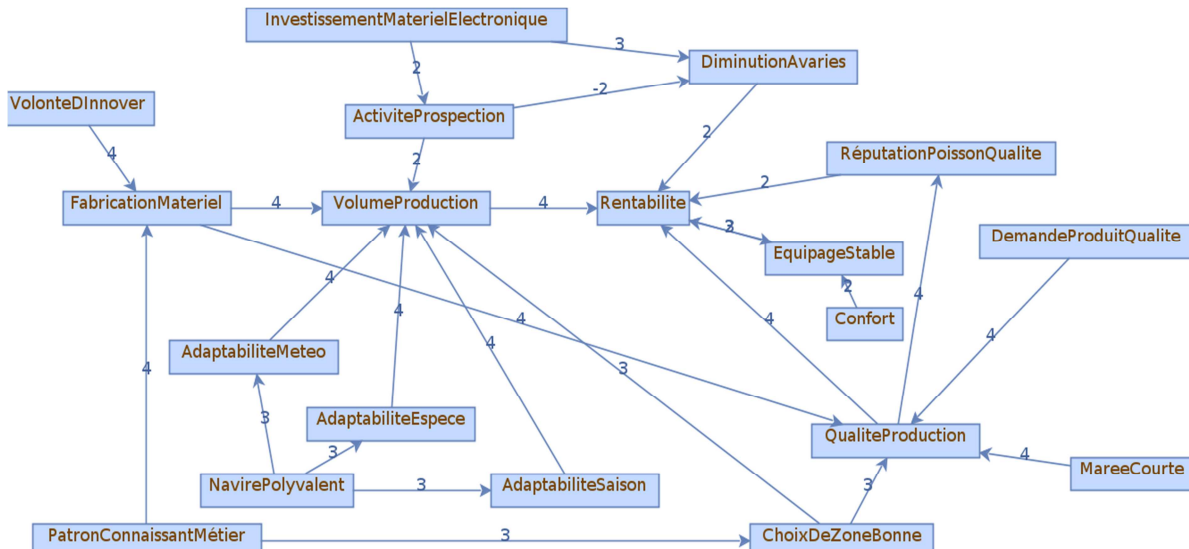 InvestissementMaterielElectronique
3
DiminutionAvaries
2
-2
VolonteDInnover
ActiviteProspection
4
2
2
RéputationPoissonQualite
2
FabricationMateriel
4
VolumeProduction
4
Rentabilite
DemandeProduitQualite
EquipageStable
4
2
4
Confort
4
4
4
4
AdaptabiliteMeteo
4
4
3
3
AdaptabiliteEspece
QualiteProduction
3
4
MareeCourte
NavirePolyvalent
3
AdaptabiliteSaison
3
PatronConnaissantMétier
3
ChoixDeZoneBonne